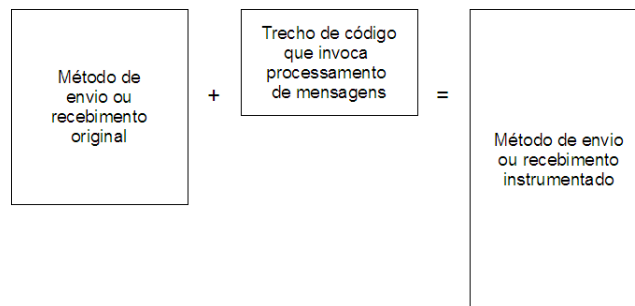 Método de
envio ou
recebimento
original
+
Trecho de código
que invoca
processamento
de mensagens
=
Método de envio
ou recebimento
instrumentado